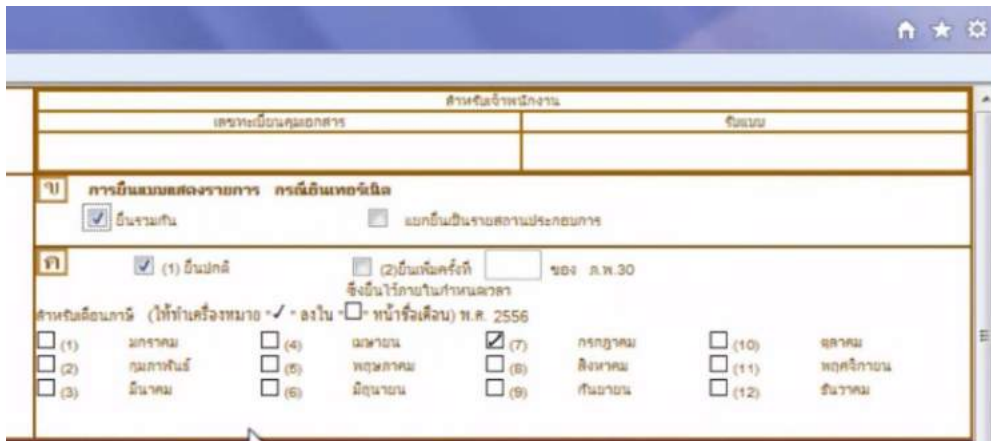 สำหรับเจ้าพนักงาน
เลขทะเบียนคุมเอกสาร รับแบบ
ข การยื่นแบบแสดงรายการ กรณีอินเทอร์เน็ต
ยื่นรวมกัน แยกยื่นเป็นรายสถานประกอบการ
ค (1) ยื่นปกติ (2)ยื่นเพิ่มครั้งที่ ของ ภ.พ.30
ซึ่งยื่นไว้ภายในกำหนดเวลา
สำหรับเดือนภาษี (ให้ทำเครื่องหมาย "✓" ลงใน "☐" หน้าชื่อเดือน) พ.ศ. 2556
(1) มกราคม (4) เมษายน (7) กรกฎาคม (10) ตุลาคม
(2) กุมภาพันธ์ (5) พฤษภาคม (8) สิงหาคม (11) พฤศจิกายน
(3) มีนาคม (6) มิถุนายน (9) กันยายน (12) ธันวาคม